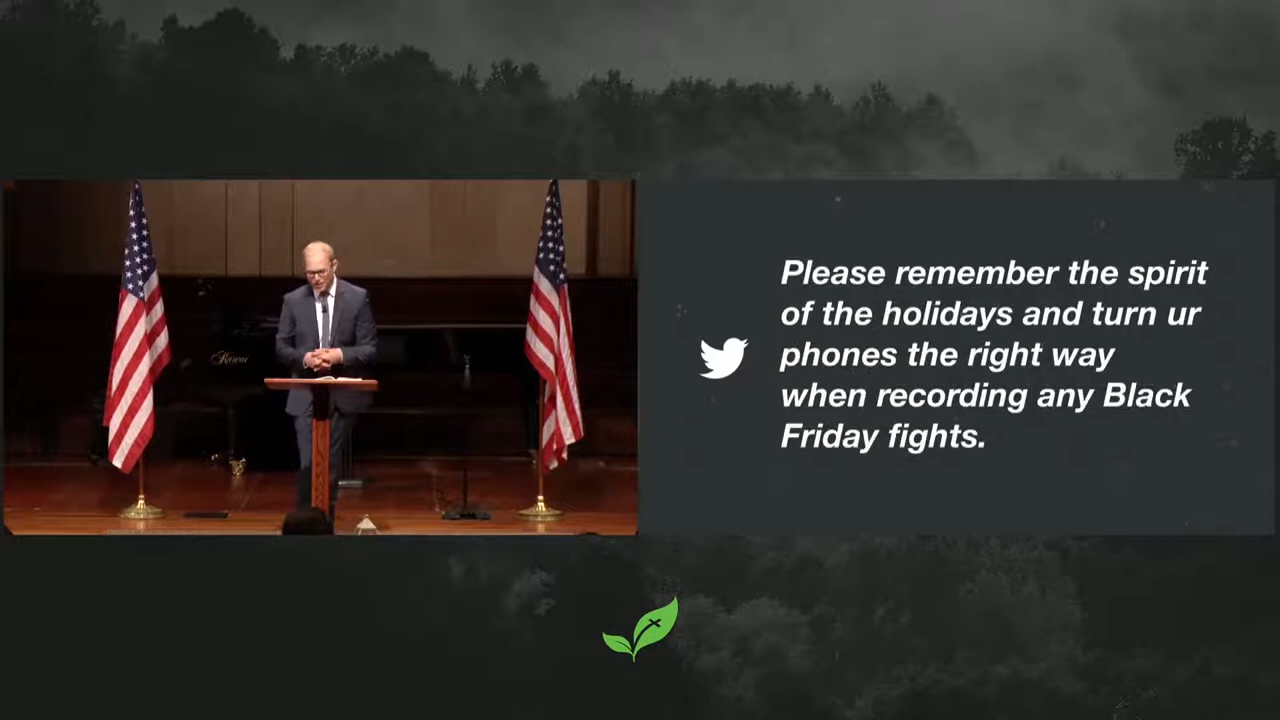 Kawai
Please remember the spirit
of the holidays and turn ur
phones the right way
when recording any Black
Friday fights.